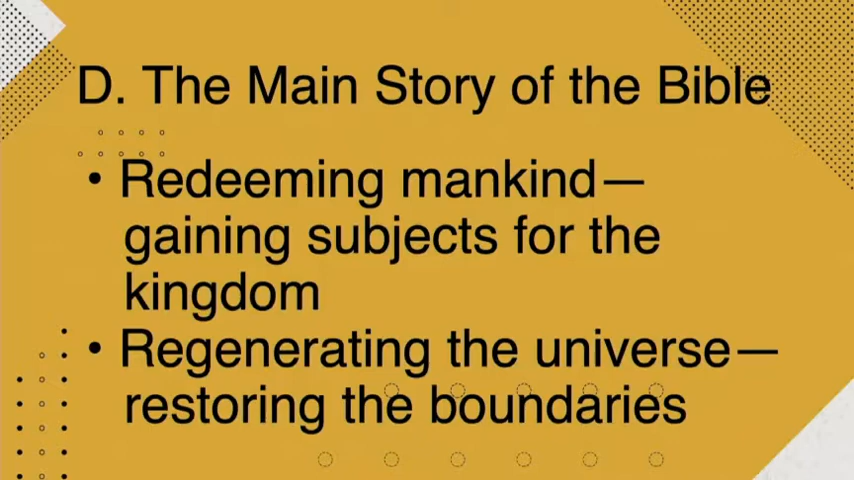 D. The Main Story of the Bible
• Redeeming mankind—
gaining subjects for the
kingdom
• Regenerating the universe—
restoring the boundaries